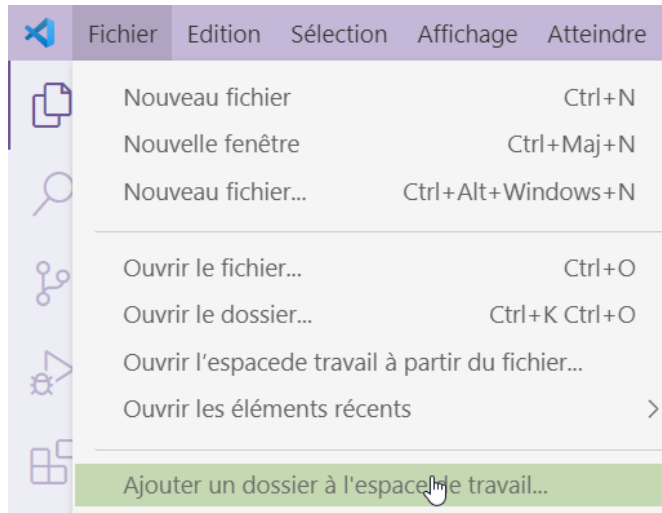 Fichier Edition Sélection Affichage Atteindre
Nouveau fichier Ctrl+N
Nouvelle fenêtre Ctrl+Maj+N
Nouveau fichier... Ctrl+Alt+Windows+N
Ouvrir le fichier... Ctrl+O
Ouvrir le dossier... Ctrl+K Ctrl+O
Ouvrir l’espacede travail à partir du fichier...
Ouvrir les éléments récents
Ajouter un dossier à l'espace de travail...